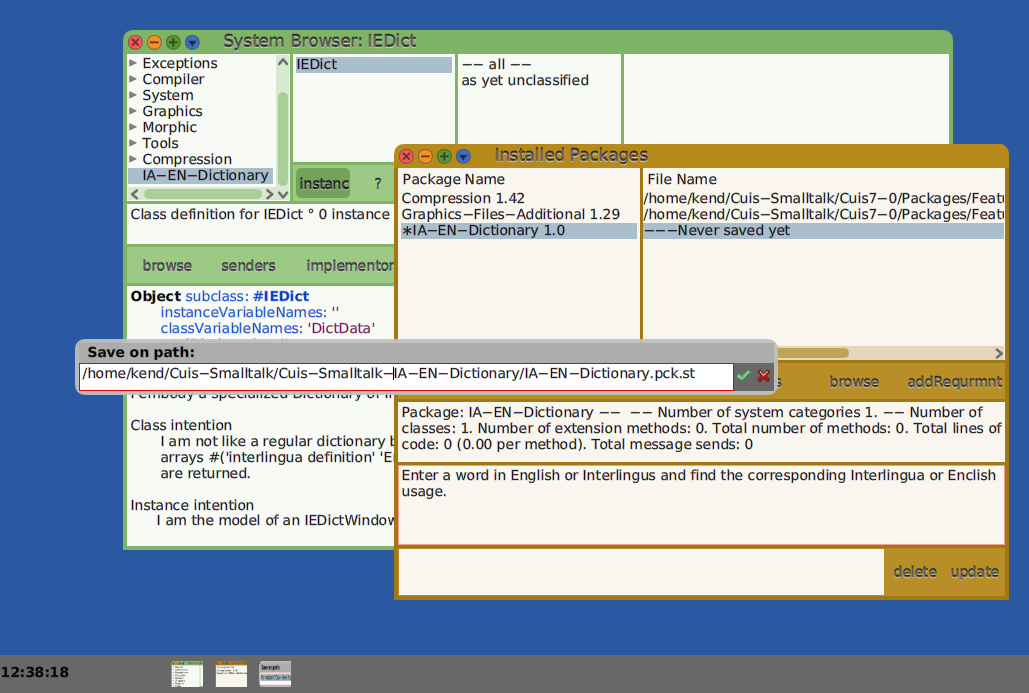 System Browser: IEDict
Exceptions
Compiler
System
Graphics
Morphic
Tools
Compression
IA−EN−Dictionary
IEDict
−− all −−
as yet unclassified
instanc
?
Class definition for IEDict ° 0 instance
browse senders implementor
Object subclass: #IEDict
instanceVariableNames: ''
classVariableNames: 'DictData'
I embody a specialized Dictionary of
Class intention
I am not like a regular dictionary b
arrays #('interlingua definition' 'E
are returned.
Instance intention
I am the model of an IEDictWindow
Installed Packages
Package Name
Compression 1.42
Graphics−Files−Additional 1.29
∗IA−EN−Dictionary 1.0
File Name
/home/kend/Cuis−Smalltalk/Cuis7−0/Packages/Featu
/home/kend/Cuis−Smalltalk/Cuis7−0/Packages/Featu
−−−Never saved yet
Save on path:
/home/kend/Cuis−Smalltalk/Cuis−Smalltalk−IA−EN−Dictionary/IA−EN−Dictionary.pck.st
s browse addRequrmnt
Package: IA−EN−Dictionary −− −− Number of system categories 1. −− Number of
classes: 1. Number of extension methods: 0. Total number of methods: 0. Total lines of
code: 0 (0.00 per method). Total message sends: 0
Enter a word in English or Interlingus and find the corresponding Interlingua or Enclish
usage.
delete update
12:38:18